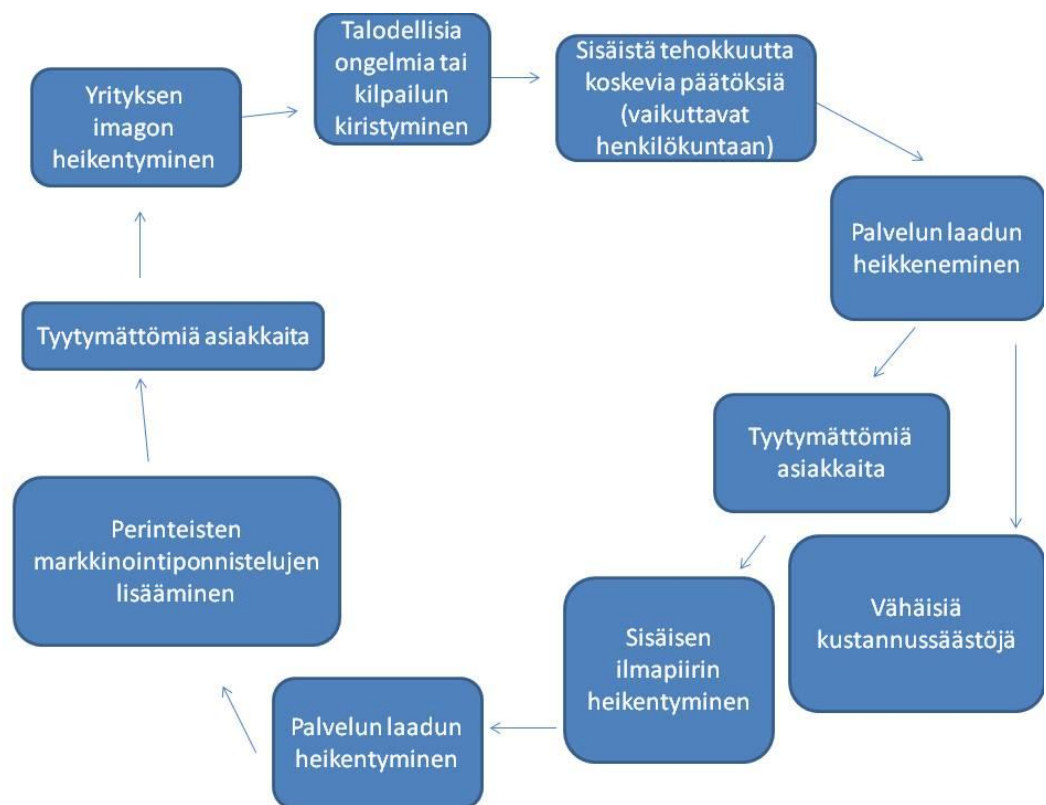 Talodellisia
ongelmia tai
kilpailun
kiristyminen
Sisäistä tehokkuutta
koskevia päätöksiä
(vaikuttavat
henkilökuntaan)
Palvelun laadun
heikkeneminen
Tyytymättömiä
asiakkaita
Vähäisiä
kustannussäästöjä
Sisäisen
ilmapiirin
heikentyminen
Palvelun laadun
heikentyminen
Perinteisten
markkinointiponnistelujen
lisääminen
Tyytymättömiä asiakkaita
Yrityksen
imagon
heikentyminen